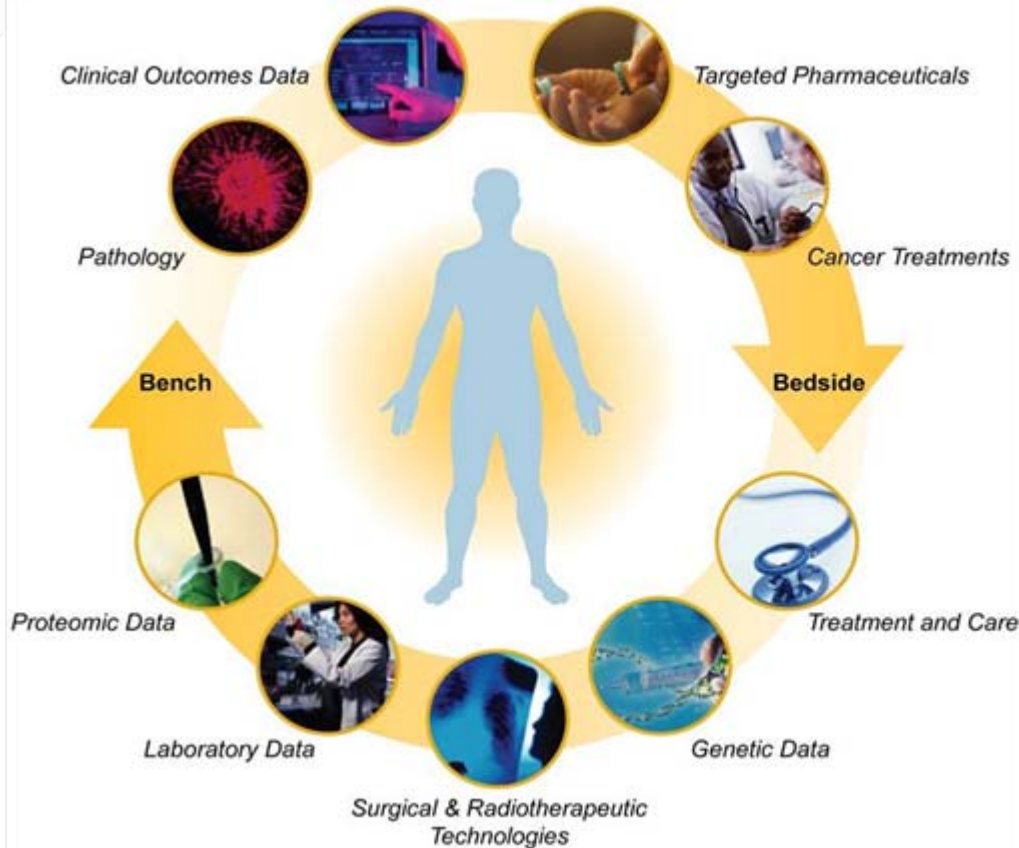 Clinical Outcomes Data
Targeted Pharmaceuticals
Pathology
Cancer Treatments
Bench
Bedside
Proteomic Data
Treatment and Care
Laboratory Data
Genetic Data
Surgical & Radiotherapeutic
Technologies